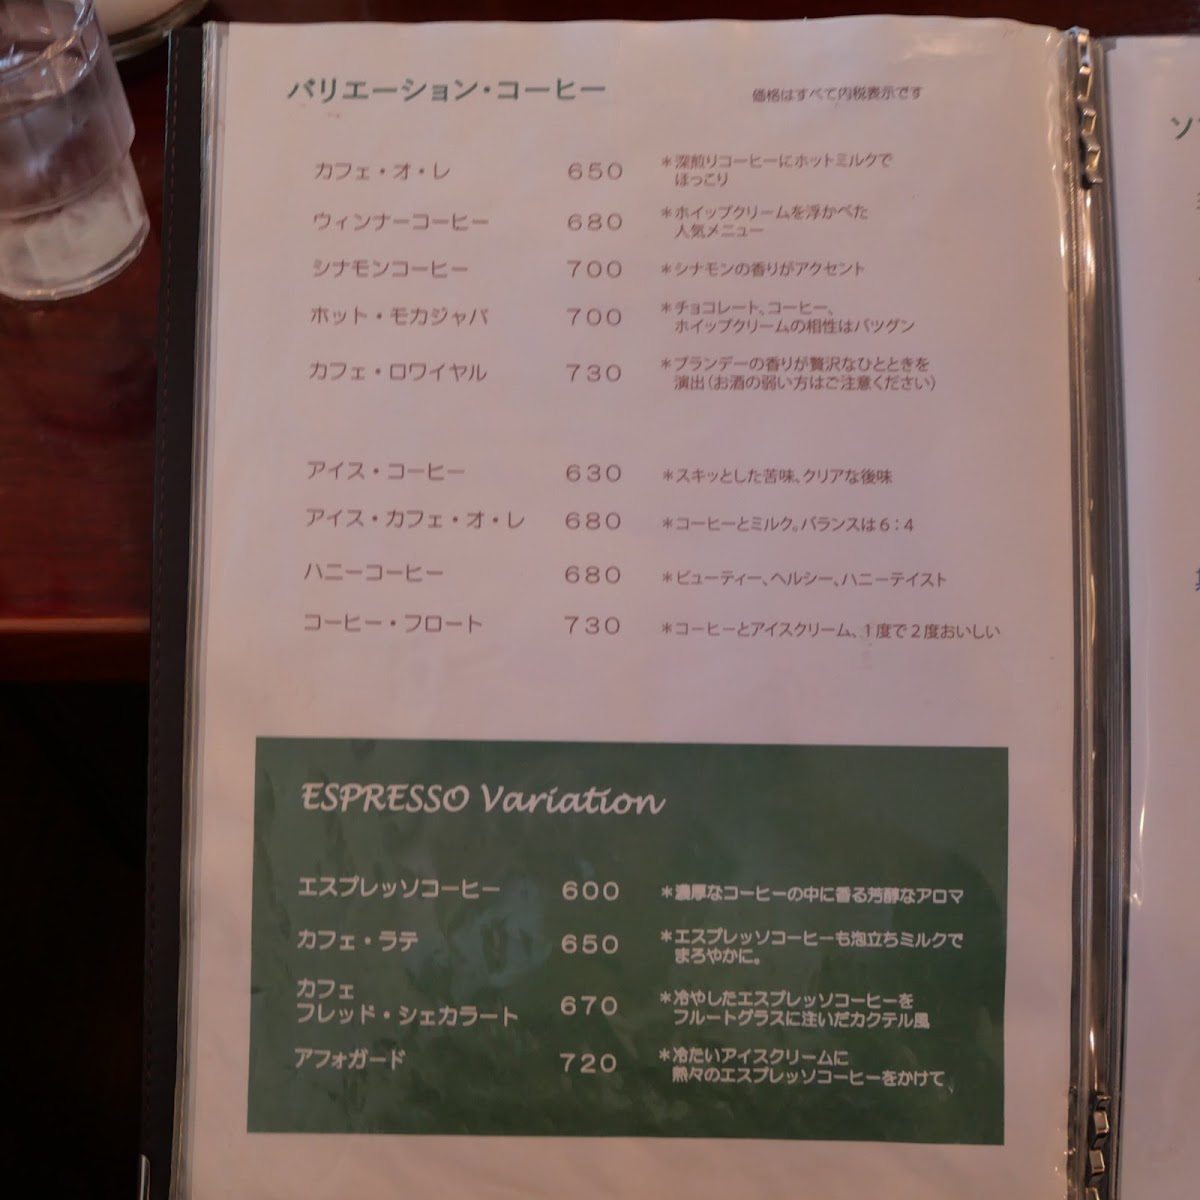 バリエーション・コーヒー 価格はすべて内税表示です
カフェ・オ・レ 650 *深煎りコーヒーにホットミルクで
ほっこり
ウィンナーコーヒー 680 *ホイップクリームを浮かべた
人気メニュー
シナモンコーヒー 700 *シナモンの香りがアクセント
ホット・モカジャバ 700 *チョコレート、コーヒー、
ホイップクリームの相性はバツグン
カフェ・ロワイヤル 730 *ブランデーの香りが贅沢なひとときを
演出(お酒の弱い方はご注意ください)
アイス・コーヒー 630 *スキッとした苦味、クリアな後味
アイス・カフェ・オ・レ 680 *コーヒーとミルク。バランスは6:4
ハニーコーヒー 680 *ビューティー、ヘルシー、ハニーテイスト
コーヒー・フロート 730 *コーヒーとアイスクリーム、1度で2度おいしい
ESPRESSO Variation
エスプレッソコーヒー 600 *濃厚なコーヒーの中に香る芳醇なアロマ
カフェ・ラテ 650 *エスプレッソコーヒーも泡立ちミルクで
まろやかに。
カフェ
フレッド・シェカラート 670 *冷やしたエスプレッソコーヒーを
フルートグラスに注いだカクテル風
アフォガード 720 *冷たいアイスクリームに
熱々のエスプレッソコーヒーをかけて、